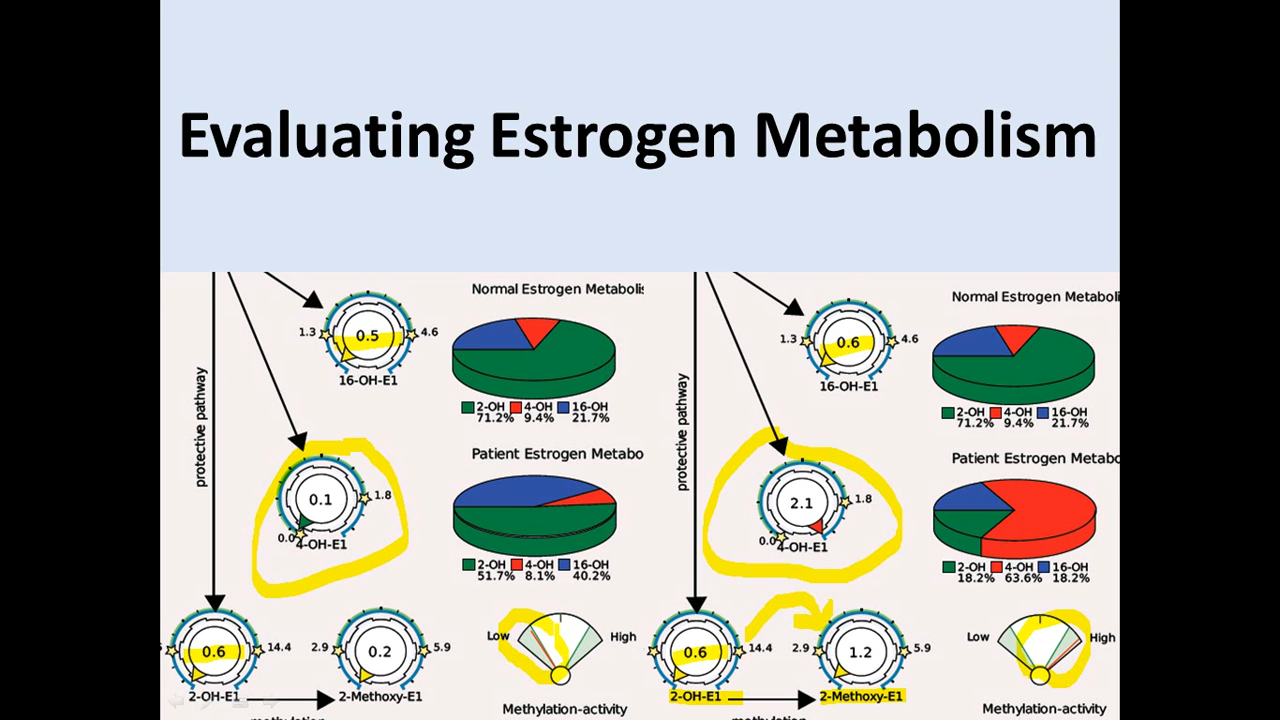 Evaluating Estrogen Metabolism
Normal Estrogen Metabolis
1.3
0.5
4.6
16-OH-E1
2-OH 4-OH 16-OH
71.2% 9.4% 21.7%
protective pathway
Patient Estrogen Metabo
0.1
1.8
0.0
4-OH-E1
2-OH 4-OH 16-OH
51.7% 8.1% 40.2%
0.6
14.4
2-OH-E1
2.9
0.2
5.9
2-Methoxy-E1
methylation
Low
High
Methylation-activity
Normal Estrogen Metaboli
1.3
0.6
4.6
16-OH-E1
2-OH 4-OH 16-OH
71.2% 9.4% 21.7%
protective pathway
Patient Estrogen Metabo
2.1
1.8
0.0
4-OH-E1
2-OH 4-OH 16-OH
18.2% 63.6% 18.2%
0.6
14.4
2-OH-E1
2.9
1.2
5.9
2-Methoxy-E1
methylation
Low
High
Methylation-activity